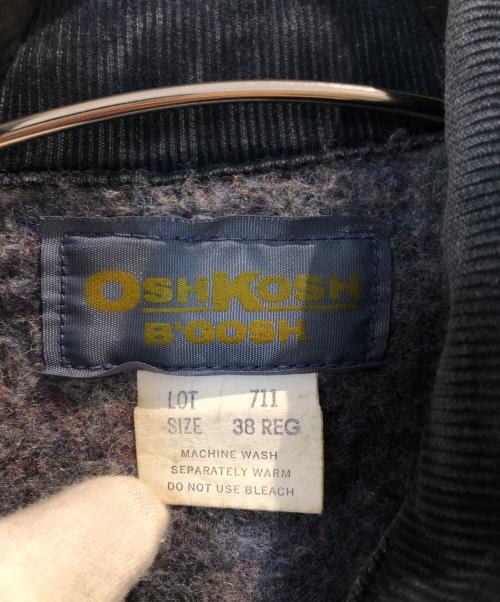 OSHKOSH
B'GOSH
LOT 711
SIZE 38 REG
MACHINE WASH
SEPARATELY WARM
DO NOT USE BLEACH